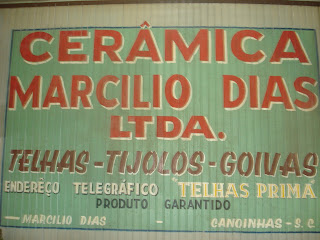 CERÂMICA
MARCILIO DIAS
LTDA.
TELHAS-TIJOLOS-GOIVAS
ENDEREÇO TELEGRÁFICO "TELHAS PRIMA
PRODUTO GARANTIDO
MARCILIO DIAS - CANOINHAS-S.C.